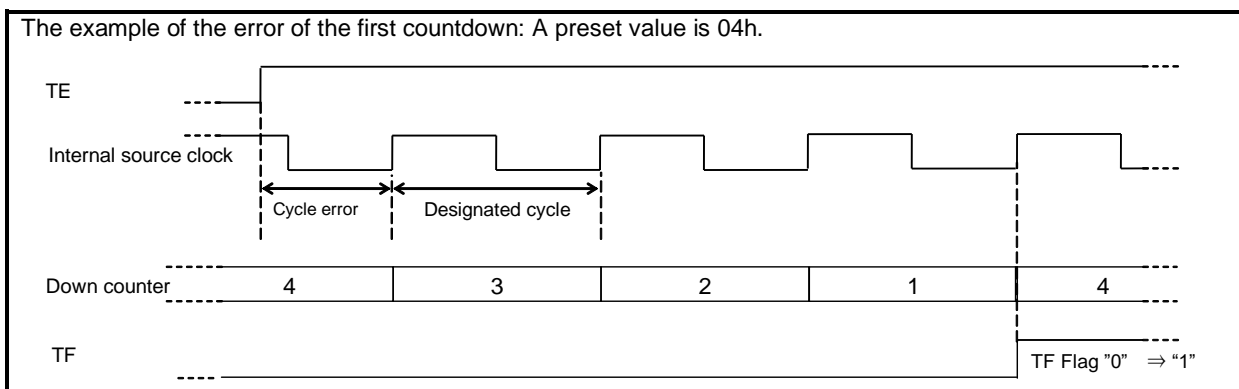 The example of the error of the first countdown: A preset value is 04h.
TE
Internal source clock
Cycle error
Designated cycle
Down counter
4 3 2 1 4
TF
TF Flag "0" ⇒ “1”